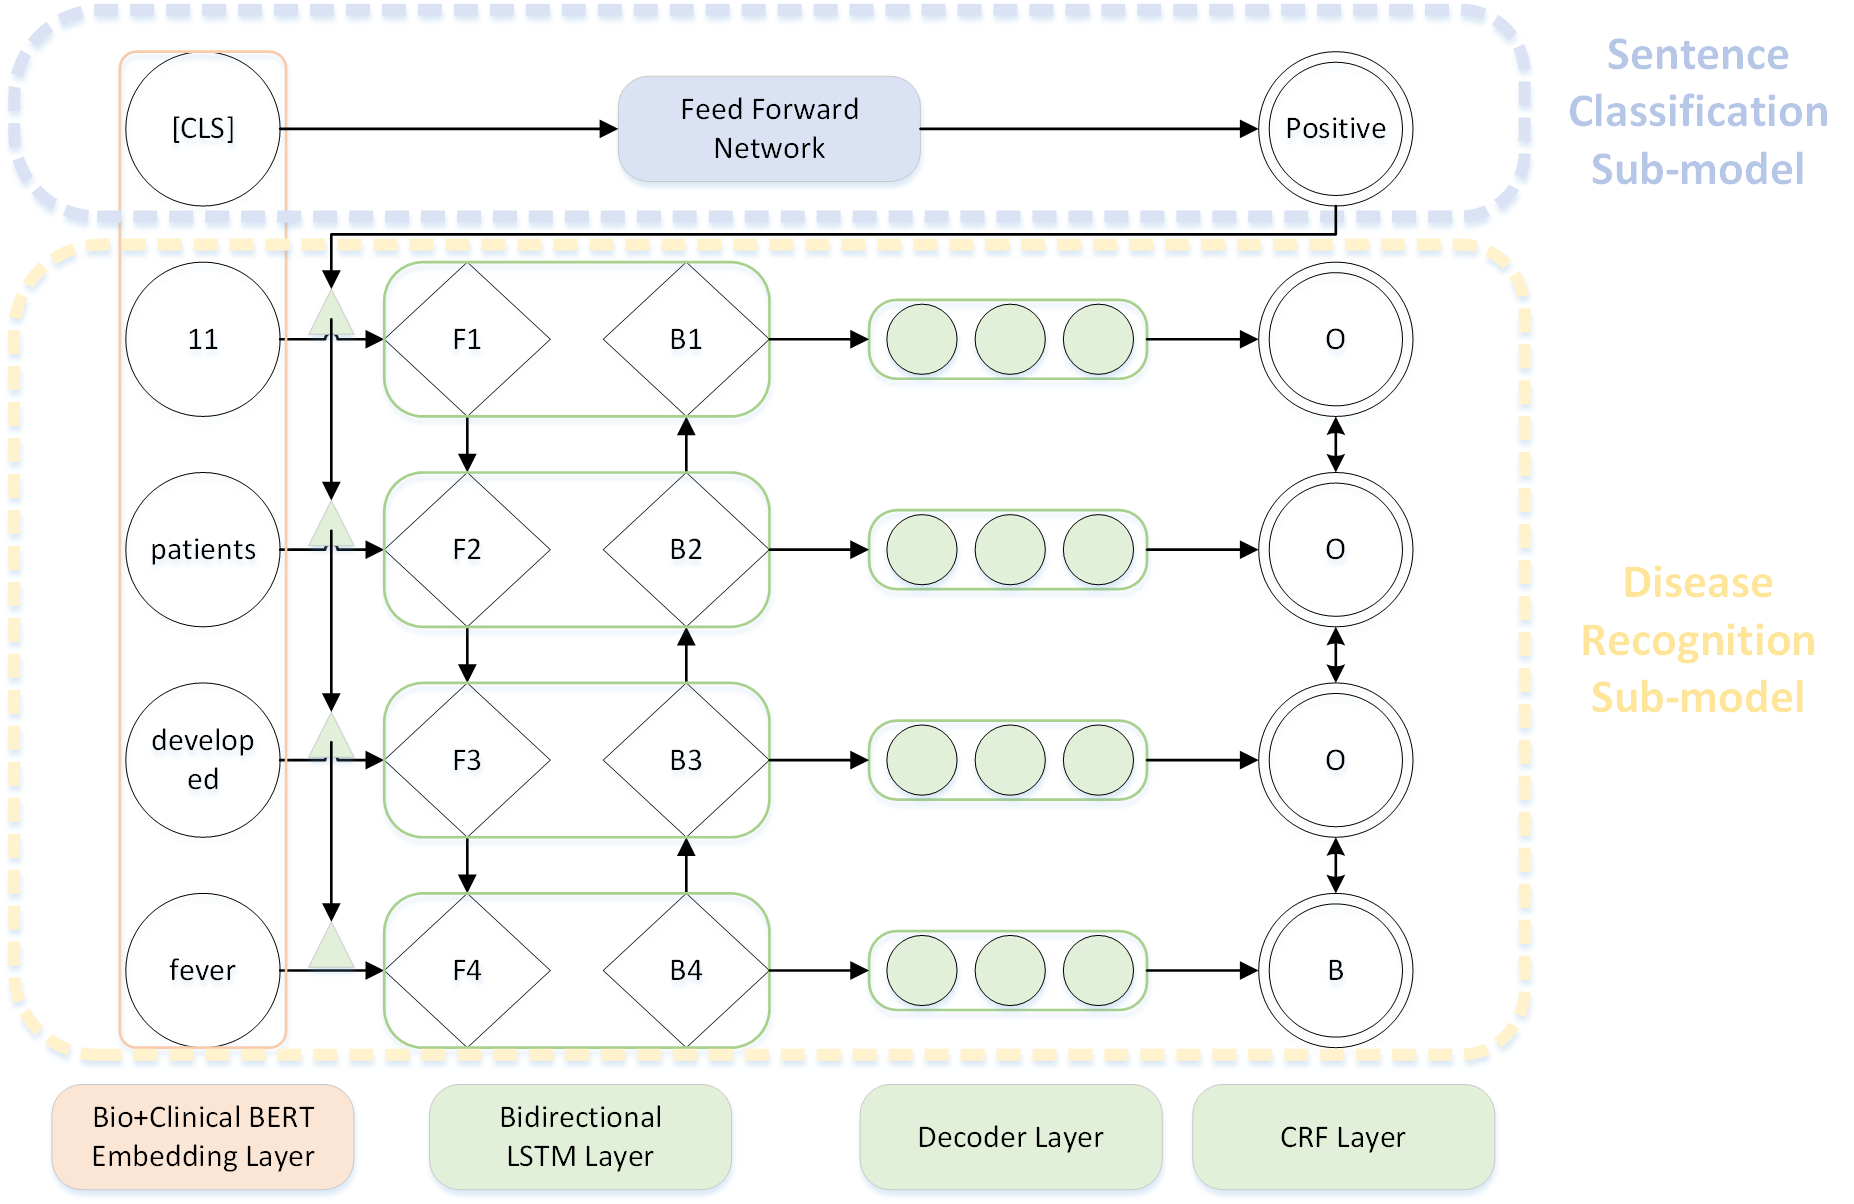 [CLS]
Feed Forward
Network
Positive
Sentence
Classification
Sub-model
11
F1
B1
O
patients
F2
B2
O
Disease
Recognition
Sub-model
develop
ed
F3
B3
O
fever
F4
B4
B
Bio+Clinical BERT
Embedding Layer
Bidirectional
LSTM Layer
Decoder Layer
CRF Layer